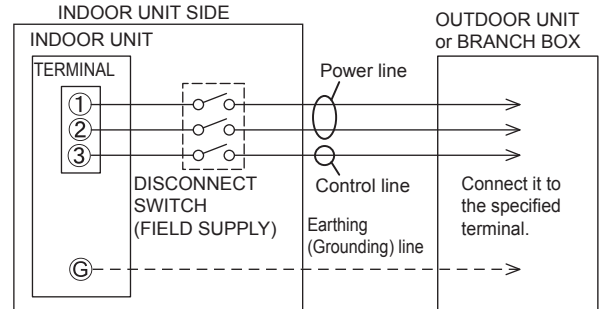 INDOOR UNIT SIDE
INDOOR UNIT
TERMINAL
1
2
3
G
DISCONNECT
SWITCH
(FIELD SUPPLY)
Power line
Control line
Earthing
(Grounding) line
OUTDOOR UNIT
or BRANCH BOX
Connect it to
the specified
terminal.